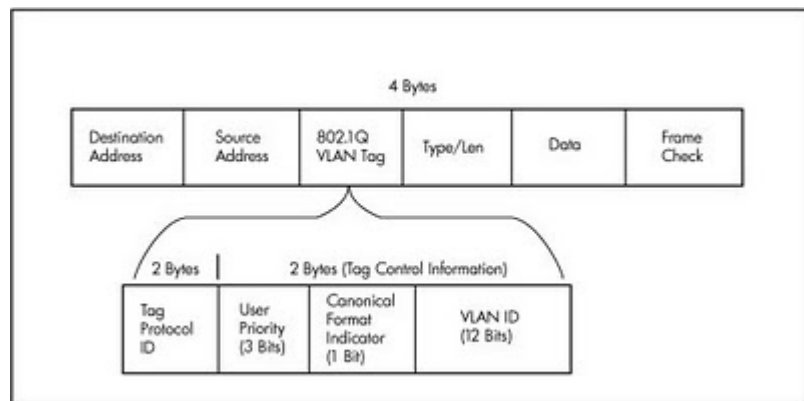 4 Bytes
Destination Address
Source Address
802.1Q VLAN Tag
Type/Len
Data
Frame Check
2 Bytes
2 Bytes (Tag Control Information)
Tag Protocol ID
User Priority (3 Bits)
Canonical Format Indicator (1 Bit)
VLAN ID (12 Bits)